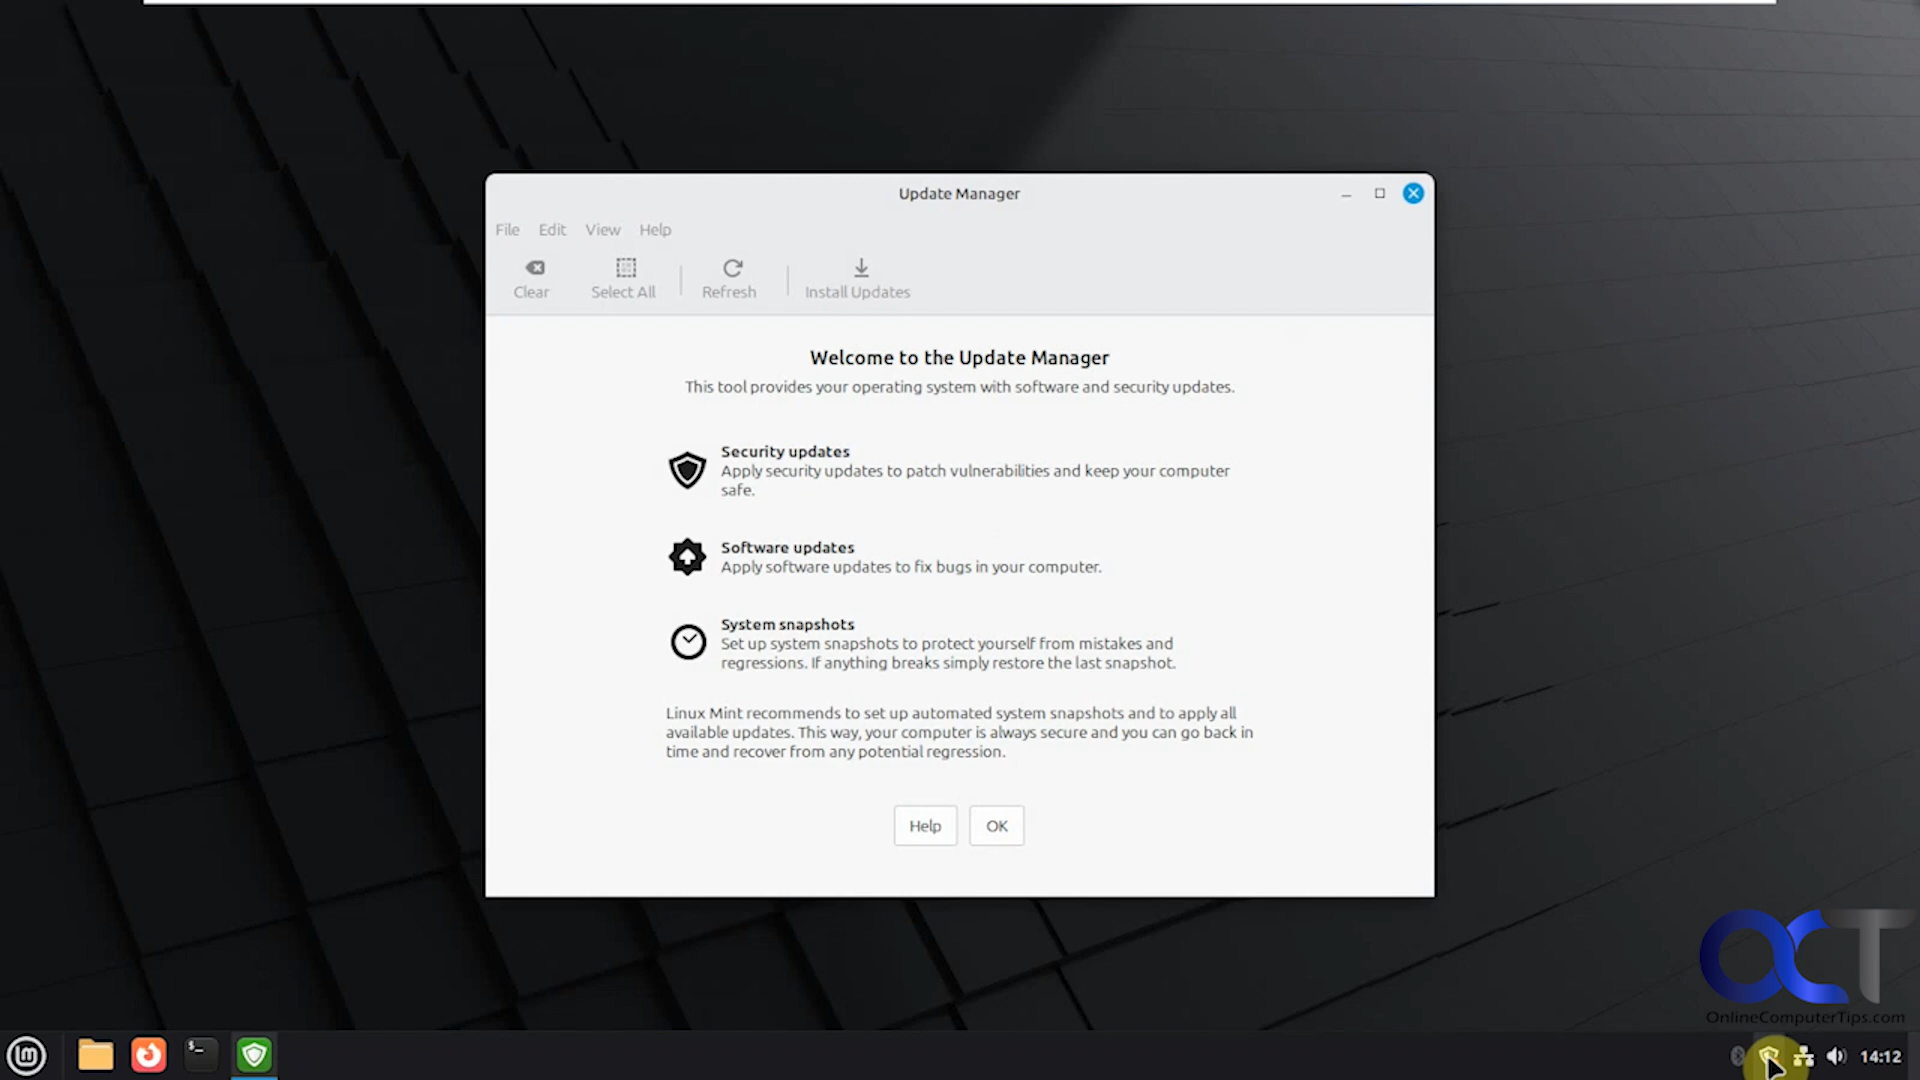 Update Manager
File Edit View Help
Clear Select All Refresh Install Updates
Welcome to the Update Manager
This tool provides your operating system with software and security updates.
Security updates
Apply security updates to patch vulnerabilities and keep your computer
safe.
Software updates
Apply software updates to fix bugs in your computer.
System snapshots
Set up system snapshots to protect yourself from mistakes and
regressions. If anything breaks simply restore the last snapshot.
Linux Mint recommends to set up automated system snapshots and to apply all
available updates. This way, your computer is always secure and you can go back in
time and recover from any potential regression.
Help OK
OCT
OnlineComputerTips.com
14:12